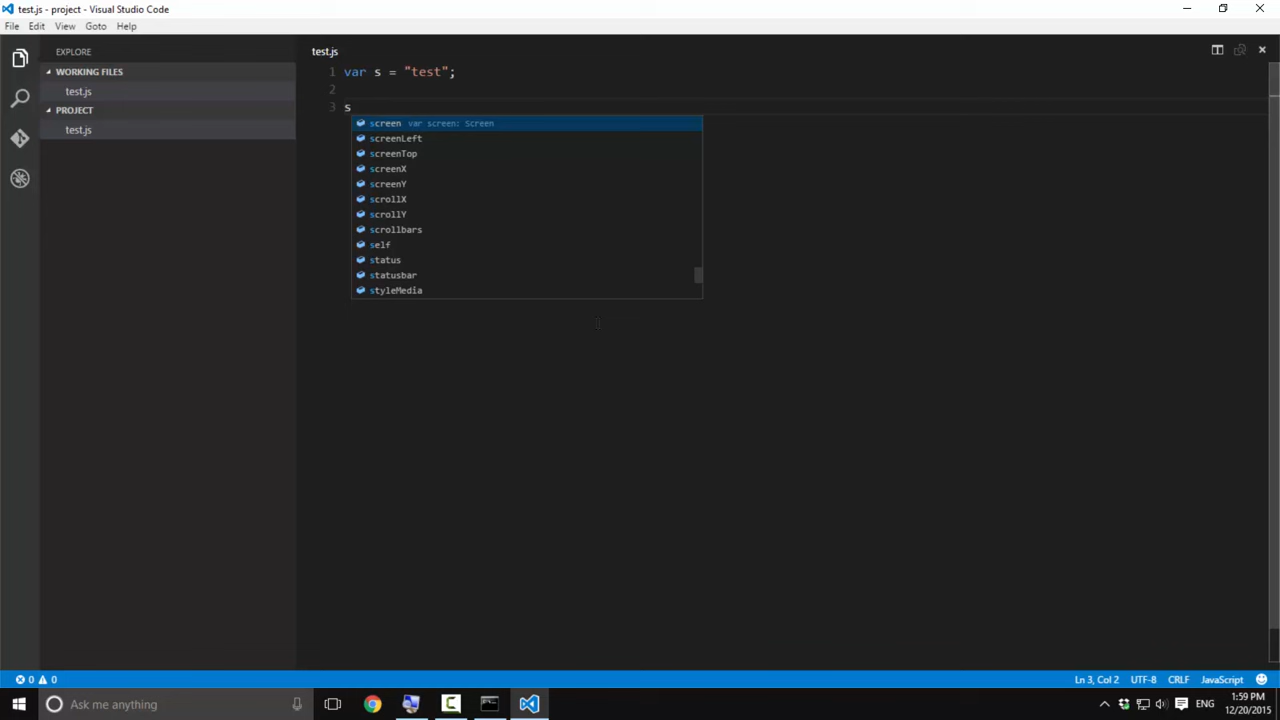 test.js - project - Visual Studio Code
File Edit View Goto Help
EXPLORE
WORKING FILES
test.js
PROJECT
test.js
test.js
1 var s = "test";
2
3 s
screen var screen: Screen
screenLeft
screenTop
screenX
screenY
scrollX
scrollY
scrollbars
self
status
statusbar
styleMedia
0 0
Ln 3, Col 2 UTF-8 CRLF JavaScript
Ask me anything
ENG
1:59 PM
12/20/2015